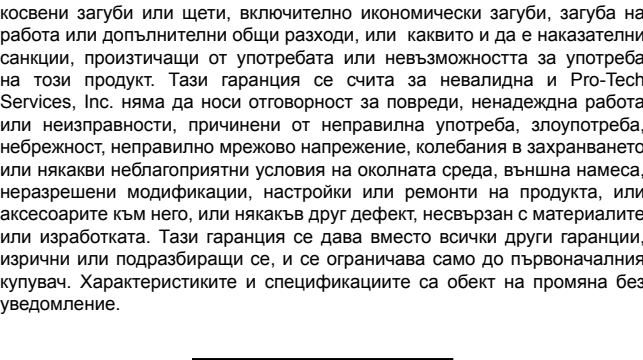 косвени загуби или щети, включително икономически загуби, загуба на
работа или допълнителни общи разходи, или каквито и да е наказателни
санкции, произтичащи от употребата или невъзможността за употреба
на този продукт. Тази гаранция се счита за невалидна и Pro-Tech
Services, Inc. няма да носи отговорност за повреди, ненадеждна работа
или неизправности, причинени от неправилна употреба, злоупотреба,
небрежност, неправилно мрежово напрежение, колебания в захранването
или някакви неблагоприятни условия на околната среда, външна намеса,
неразрешени модификации, настройки или ремонти на продукта, или
аксесоарите към него, или някакъв друг дефект, несвързан с материалите
или изработката. Тази гаранция се дава вместо всички други гаранции,
изрични или подразбиращи се, и се ограничава само до първоначалния
купувач. Характеристиките и спецификациите са обект на промяна без
уведомление.